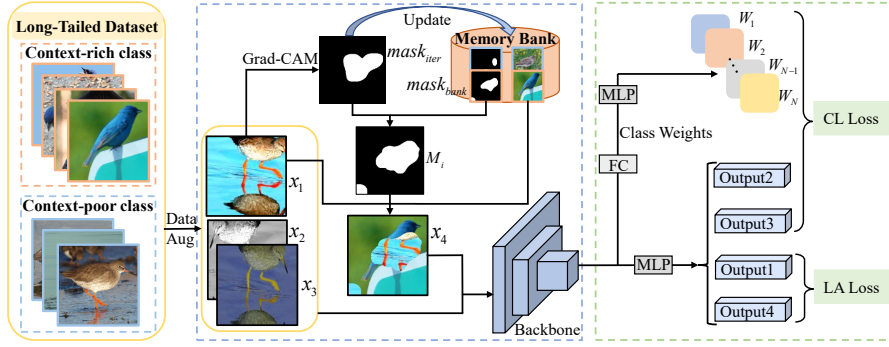 Long-Tailed Dataset
Context-rich class
Context-poor class
Data
Aug
Update
Grad-CAM
mask_iter
Memory Bank
mask_bank
M_i
x_1
x_2
x_3
x_4
Backbone
MLP
Class Weights
FC
MLP
W_1
W_2
W_{N-1}
W_N
Output2
Output3
Output1
Output4
CL Loss
LA Loss